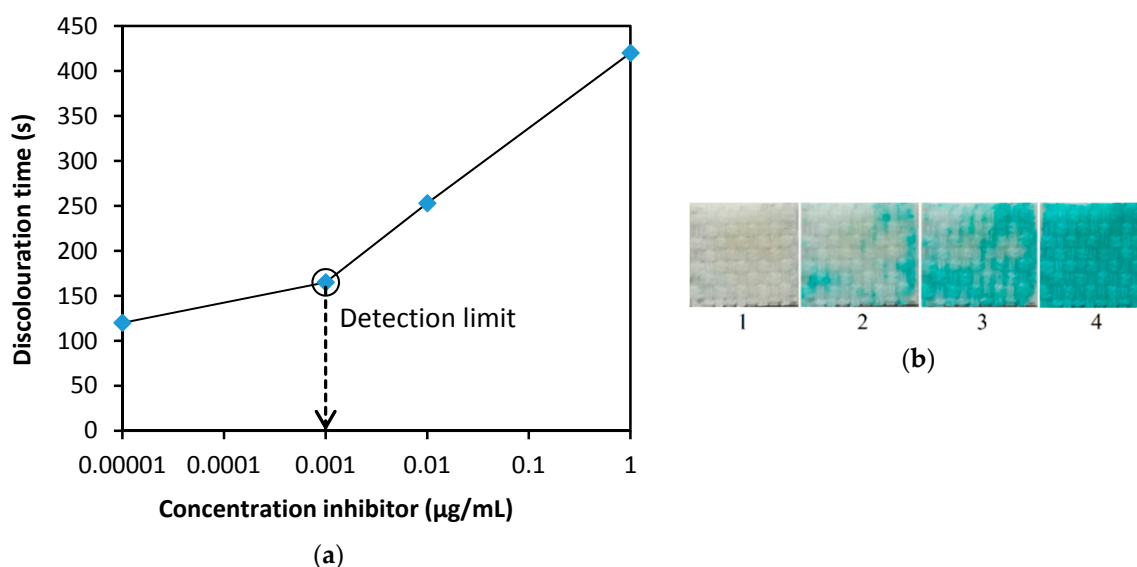 450
400
350
300
250
200
150
100
50
0
Discolouration time (s)
Detection limit
0.00001 0.0001 0.001 0.01 0.1 1
Concentration inhibitor (µg/mL)
(a)
1 2 3 4
(b)